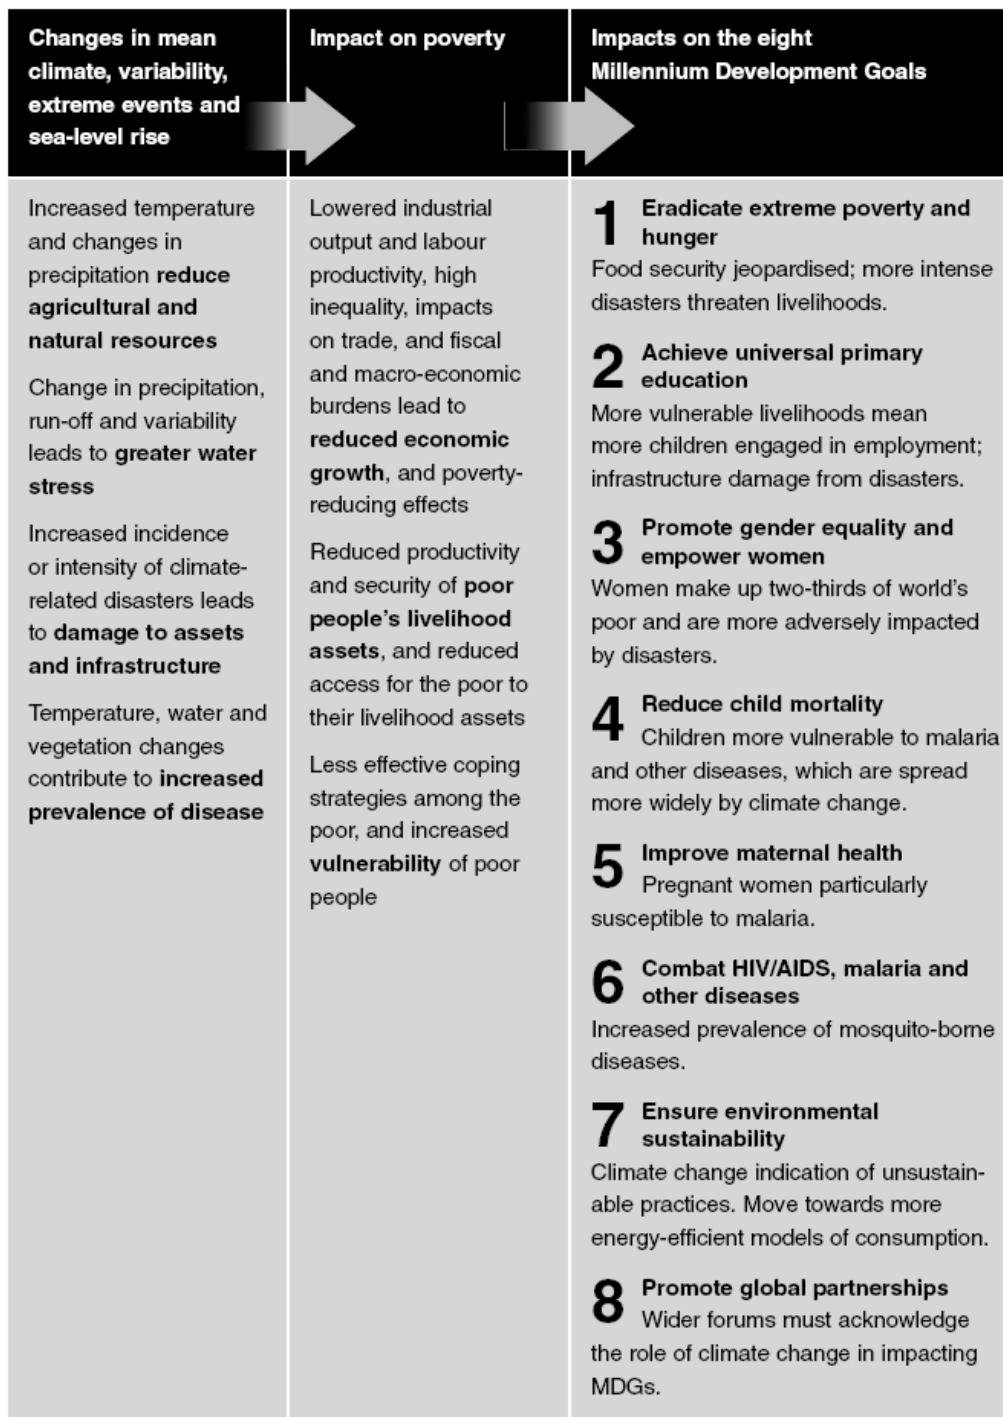 Changes in mean
climate, variability,
extreme events and
sea-level rise
Impact on poverty
Impacts on the eight
Millennium Development Goals
Increased temperature
and changes in
precipitation reduce
agricultural and
natural resources
Change in precipitation,
run-off and variability
leads to greater water
stress
Increased incidence
or intensity of climate-
related disasters leads
to damage to assets
and infrastructure
Temperature, water and
vegetation changes
contribute to increased
prevalence of disease
Lowered industrial
output and labour
productivity, high
inequality, impacts
on trade, and fiscal
and macro-economic
burdens lead to
reduced economic
growth, and poverty-
reducing effects
Reduced productivity
and security of poor
people's livelihood
assets, and reduced
access for the poor to
their livelihood assets
Less effective coping
strategies among the
poor, and increased
vulnerability of poor
people
1 Eradicate extreme poverty and
hunger
Food security jeopardised; more intense
disasters threaten livelihoods.
2 Achieve universal primary
education
More vulnerable livelihoods mean
more children engaged in employment;
infrastructure damage from disasters.
3 Promote gender equality and
empower women
Women make up two-thirds of world's
poor and are more adversely impacted
by disasters.
4 Reduce child mortality
Children more vulnerable to malaria
and other diseases, which are spread
more widely by climate change.
5 Improve maternal health
Pregnant women particularly
susceptible to malaria.
6 Combat HIV/AIDS, malaria and
other diseases
Increased prevalence of mosquito-borne
diseases.
7 Ensure environmental
sustainability
Climate change indication of unsustain-
able practices. Move towards more
energy-efficient models of consumption.
8 Promote global partnerships
Wider forums must acknowledge
the role of climate change in impacting
MDGs.